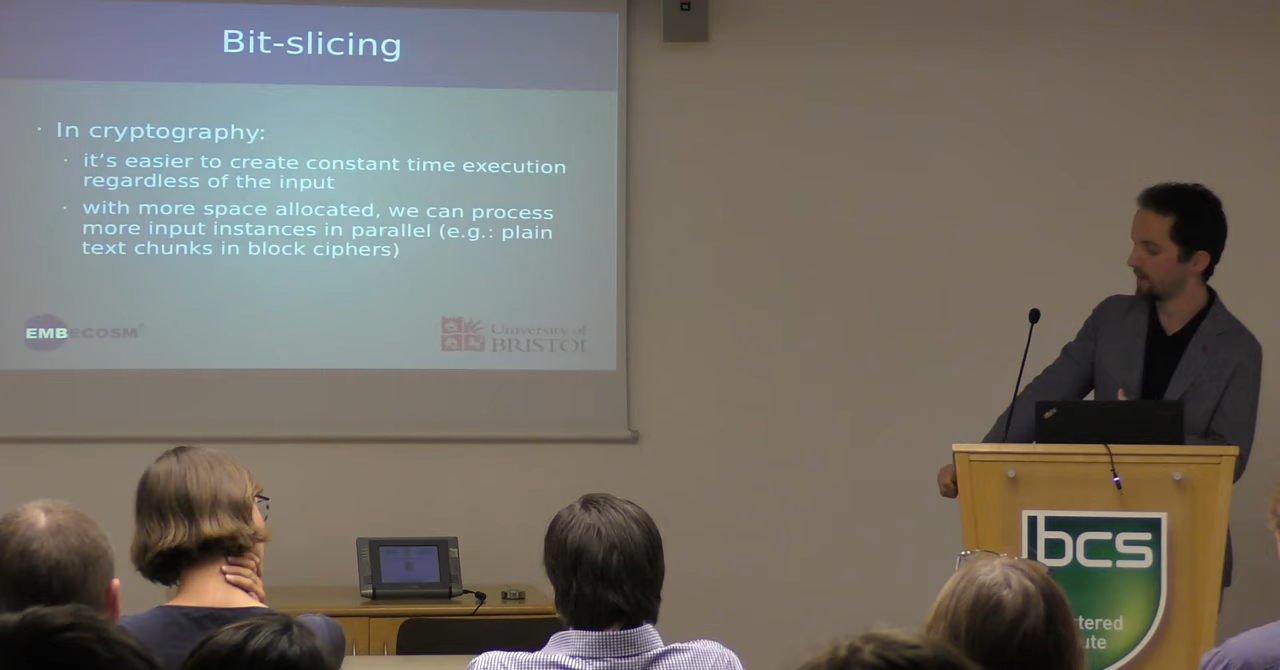 Bit-slicing
· In cryptography:
· it's easier to create constant time execution
regardless of the input
· with more space allocated, we can process
more input instances in parallel (e.g.: plain
text chunks in block ciphers)
EMBECOSM®
University of
BRISTOL
bcs
rtered
ute